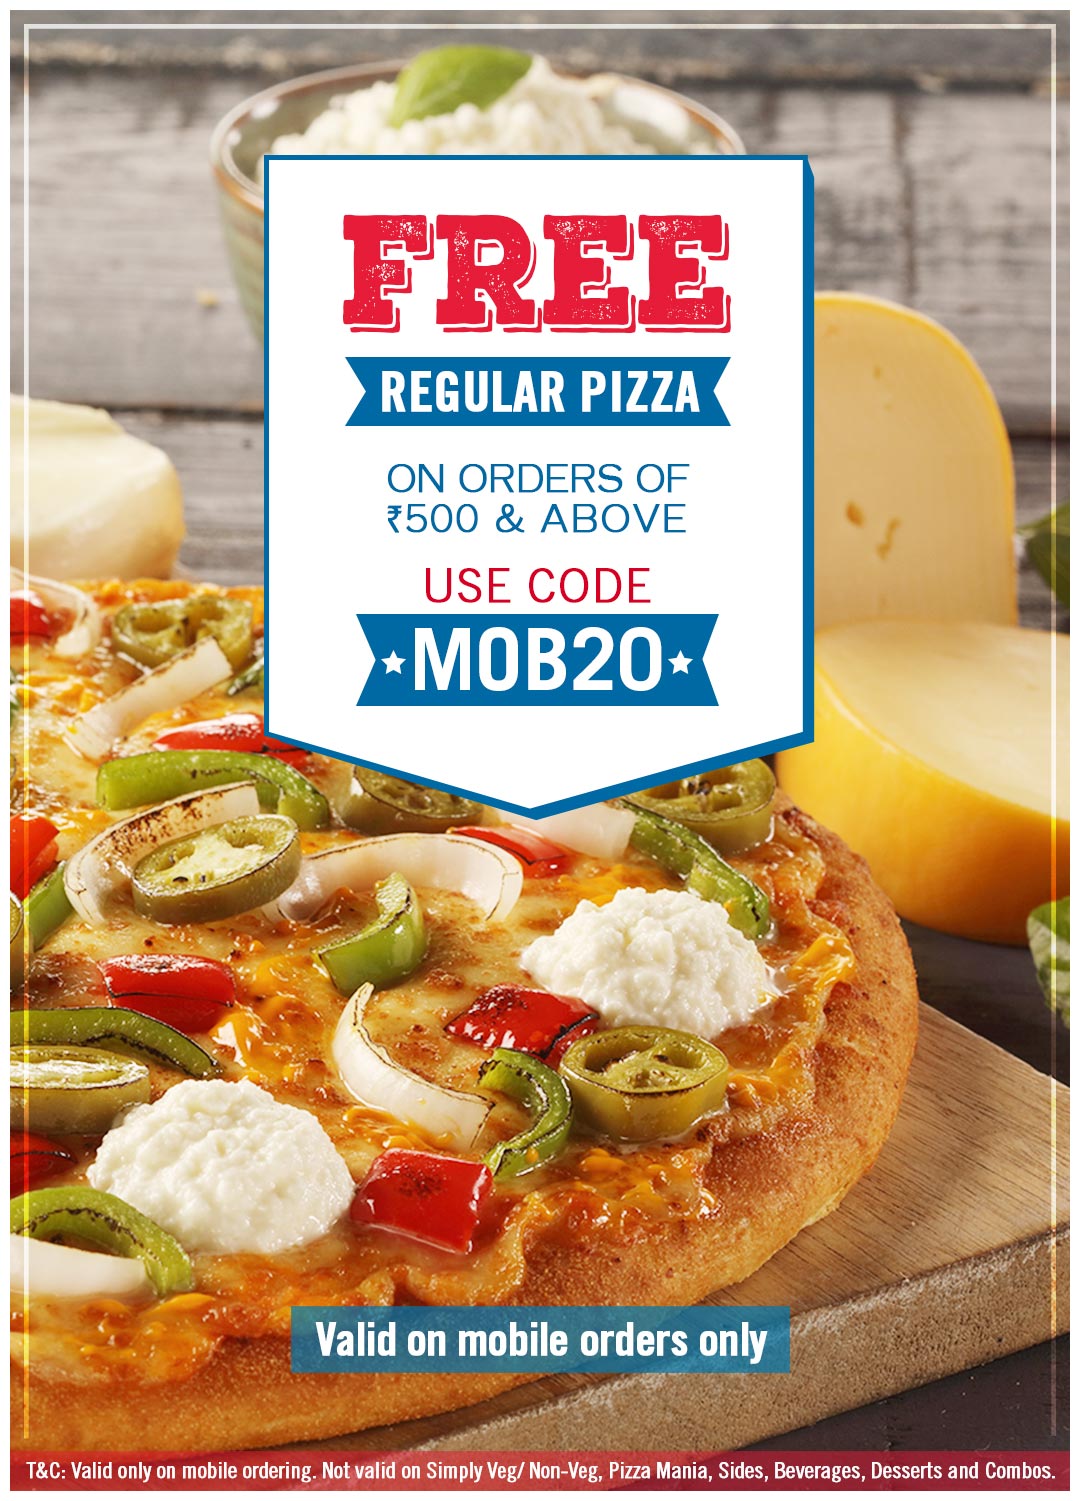 FREE
REGULAR PIZZA
ON ORDERS OF
₹500 & ABOVE
USE CODE
MOB20
Valid on mobile orders only
T&C: Valid only on mobile ordering. Not valid on Simply Veg/ Non-Veg, Pizza Mania, Sides, Beverages, Desserts and Combos.